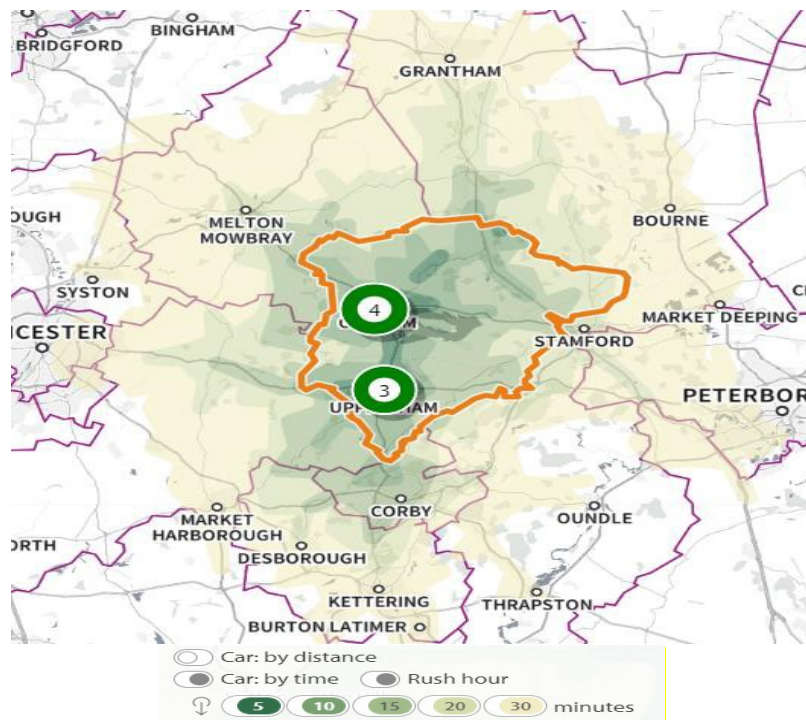 BRIDGFORD
BINGHAM
GRANTHAM
MELTON
MOWBRAY
BOURNE
OUGH
SYSTON
MARKET DEEPING
ICESTER
4
STAMFORD
3
PETERBOR
CORBY
OUNDLE
MARKET
HARBOROUGH
ORTH
DESBOROUGH
KETTERING
THRAPSTON
BURTON LATIMER
Car: by distance
Car: by time Rush hour
5 10 15 20 30 minutes